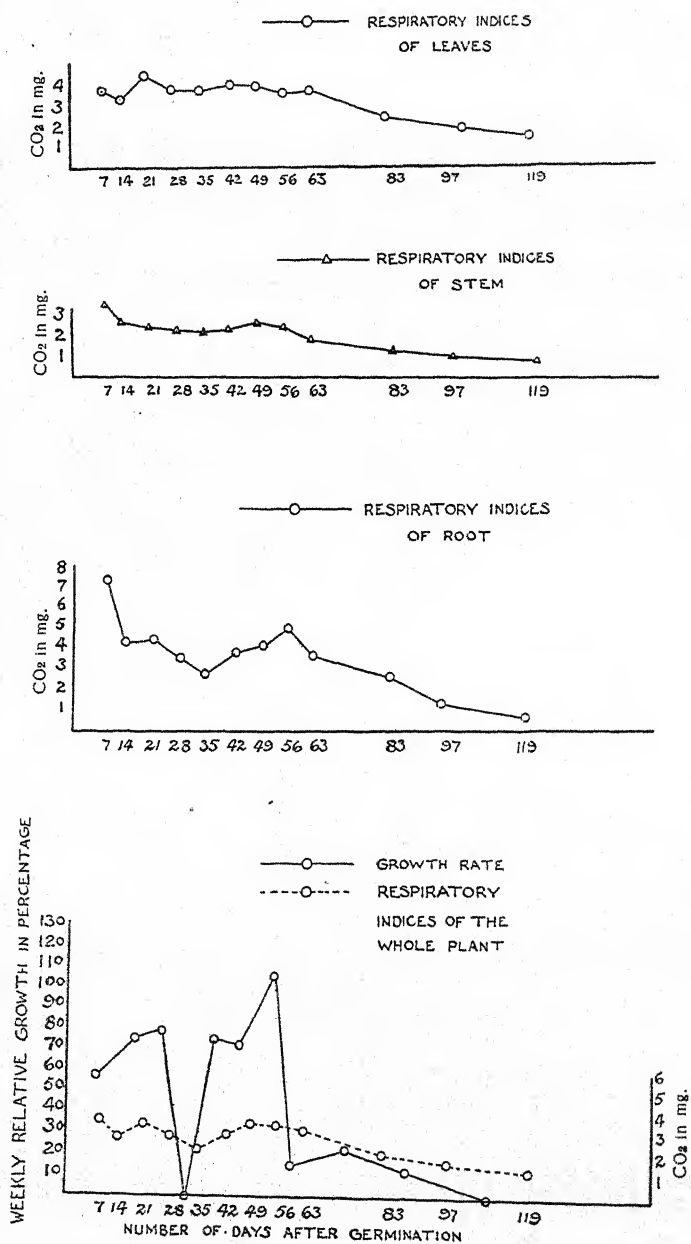 RESPIRATORY INDICES
OF LEAVES
CO2 in mg.
4
3
2
1
7 14 21 28 35 42 49 56 63 83 97 119
RESPIRATORY INDICES
OF STEM
CO2 in mg.
3
2
1
7 14 21 28 35 42 49 56 63 83 97 119
RESPIRATORY INDICES
OF ROOT
CO2 in mg.
8
7
6
5
4
3
2
1
7 14 21 28 35 42 49 56 63 83 97 119
GROWTH RATE
RESPIRATORY
INDICES OF THE
WHOLE PLANT
WEEKLY RELATIVE GROWTH IN PERCENTAGE
130
120
110
100
90
80
70
60
50
40
30
20
10
6
5
4
3
2
1
CO2 in mg.
7 14 21 28 35 42 49 56 63 83 97 119
NUMBER OF DAYS AFTER GERMINATION